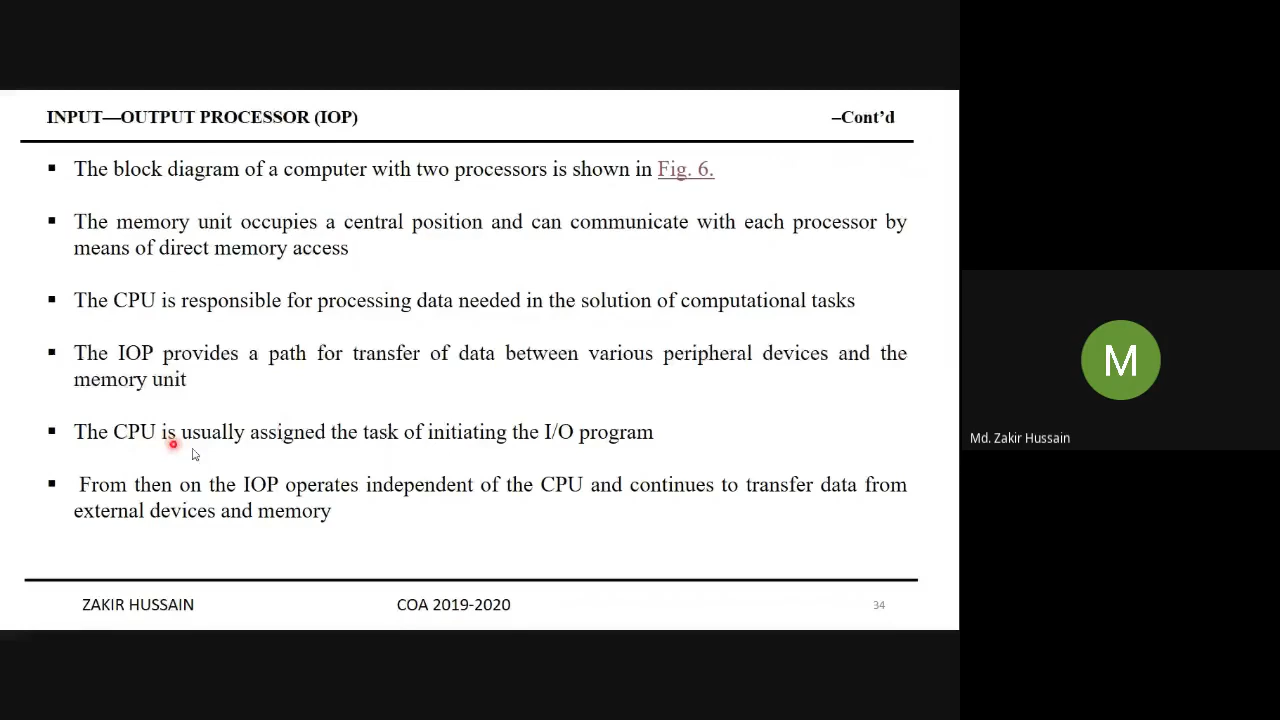 INPUT—OUTPUT PROCESSOR (IOP) –Cont’d
▪ The block diagram of a computer with two processors is shown in Fig. 6.
▪ The memory unit occupies a central position and can communicate with each processor by
means of direct memory access
▪ The CPU is responsible for processing data needed in the solution of computational tasks
▪ The IOP provides a path for transfer of data between various peripheral devices and the
memory unit
▪ The CPU is usually assigned the task of initiating the I/O program
▪ From then on the IOP operates independent of the CPU and continues to transfer data from
external devices and memory
ZAKIR HUSSAIN COA 2019-2020 34
M
Md. Zakir Hussain